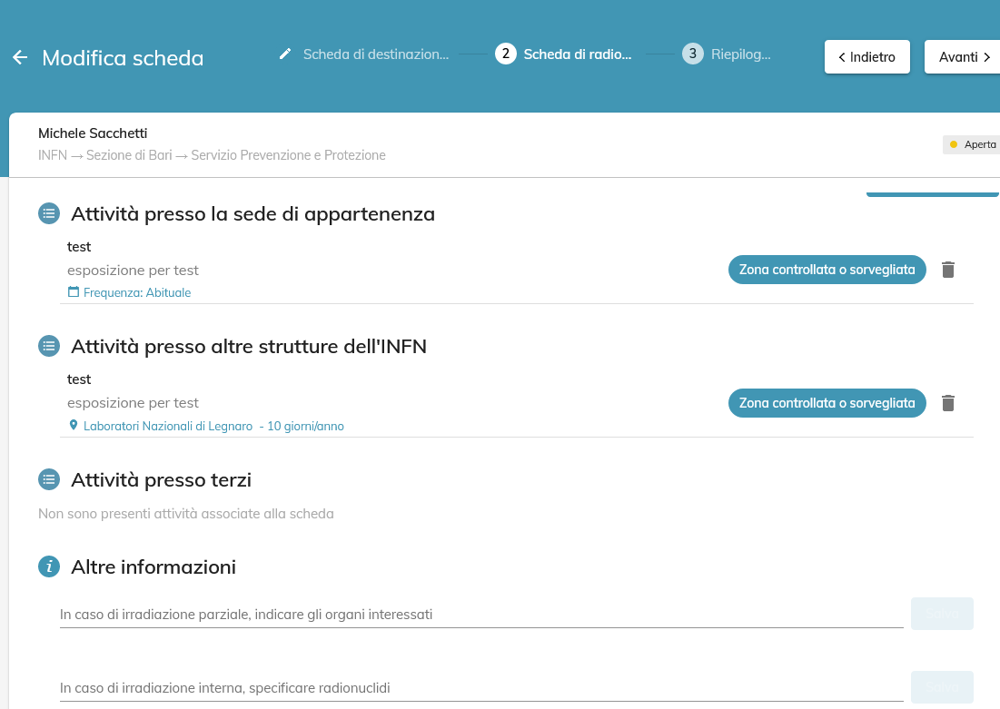 Modifica scheda
Scheda di destinazion...
2 Scheda di radio...
3 Riepilog...
Indietro
Avanti
Michele Sacchetti
INFN → Sezione di Bari → Servizio Prevenzione e Protezione
Aperta
Attività presso la sede di appartenenza
test
esposizione per test
Zona controllata o sorvegliata
Frequenza: Abituale
Attività presso altre strutture dell'INFN
test
esposizione per test
Zona controllata o sorvegliata
Laboratori Nazionali di Legnaro - 10 giorni/anno
Attività presso terzi
Non sono presenti attività associate alla scheda
Altre informazioni
In caso di irradiazione parziale, indicare gli organi interessati
Salva
In caso di irradiazione interna, specificare radionuclidi
Salva